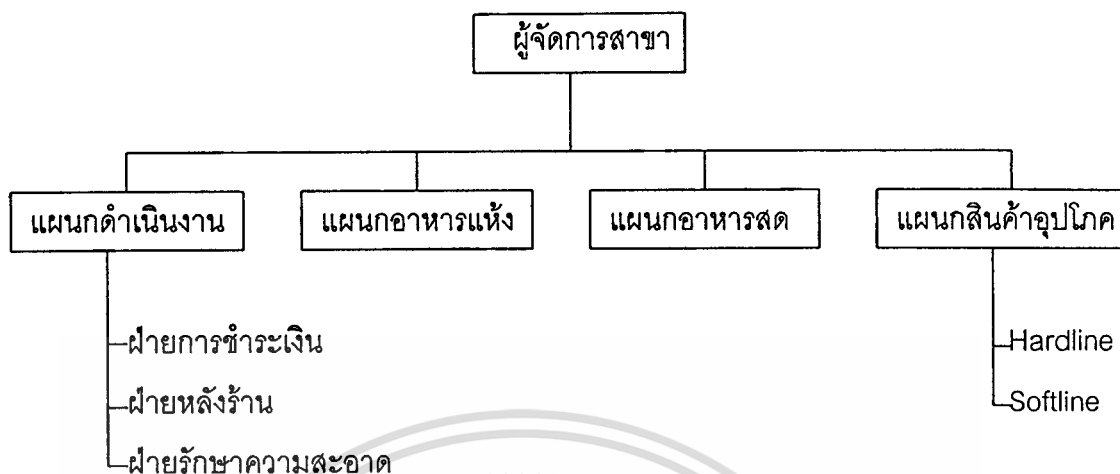 ผู้จัดการสาขา
แผนกดำเนินงาน
แผนกอาหารแห้ง
แผนกอาหารสด
แผนกสินค้าอุปโภค
ฝ่ายการชำระเงิน
ฝ่ายหลังร้าน
ฝ่ายรักษาความสะอาด
Hardline
Softline